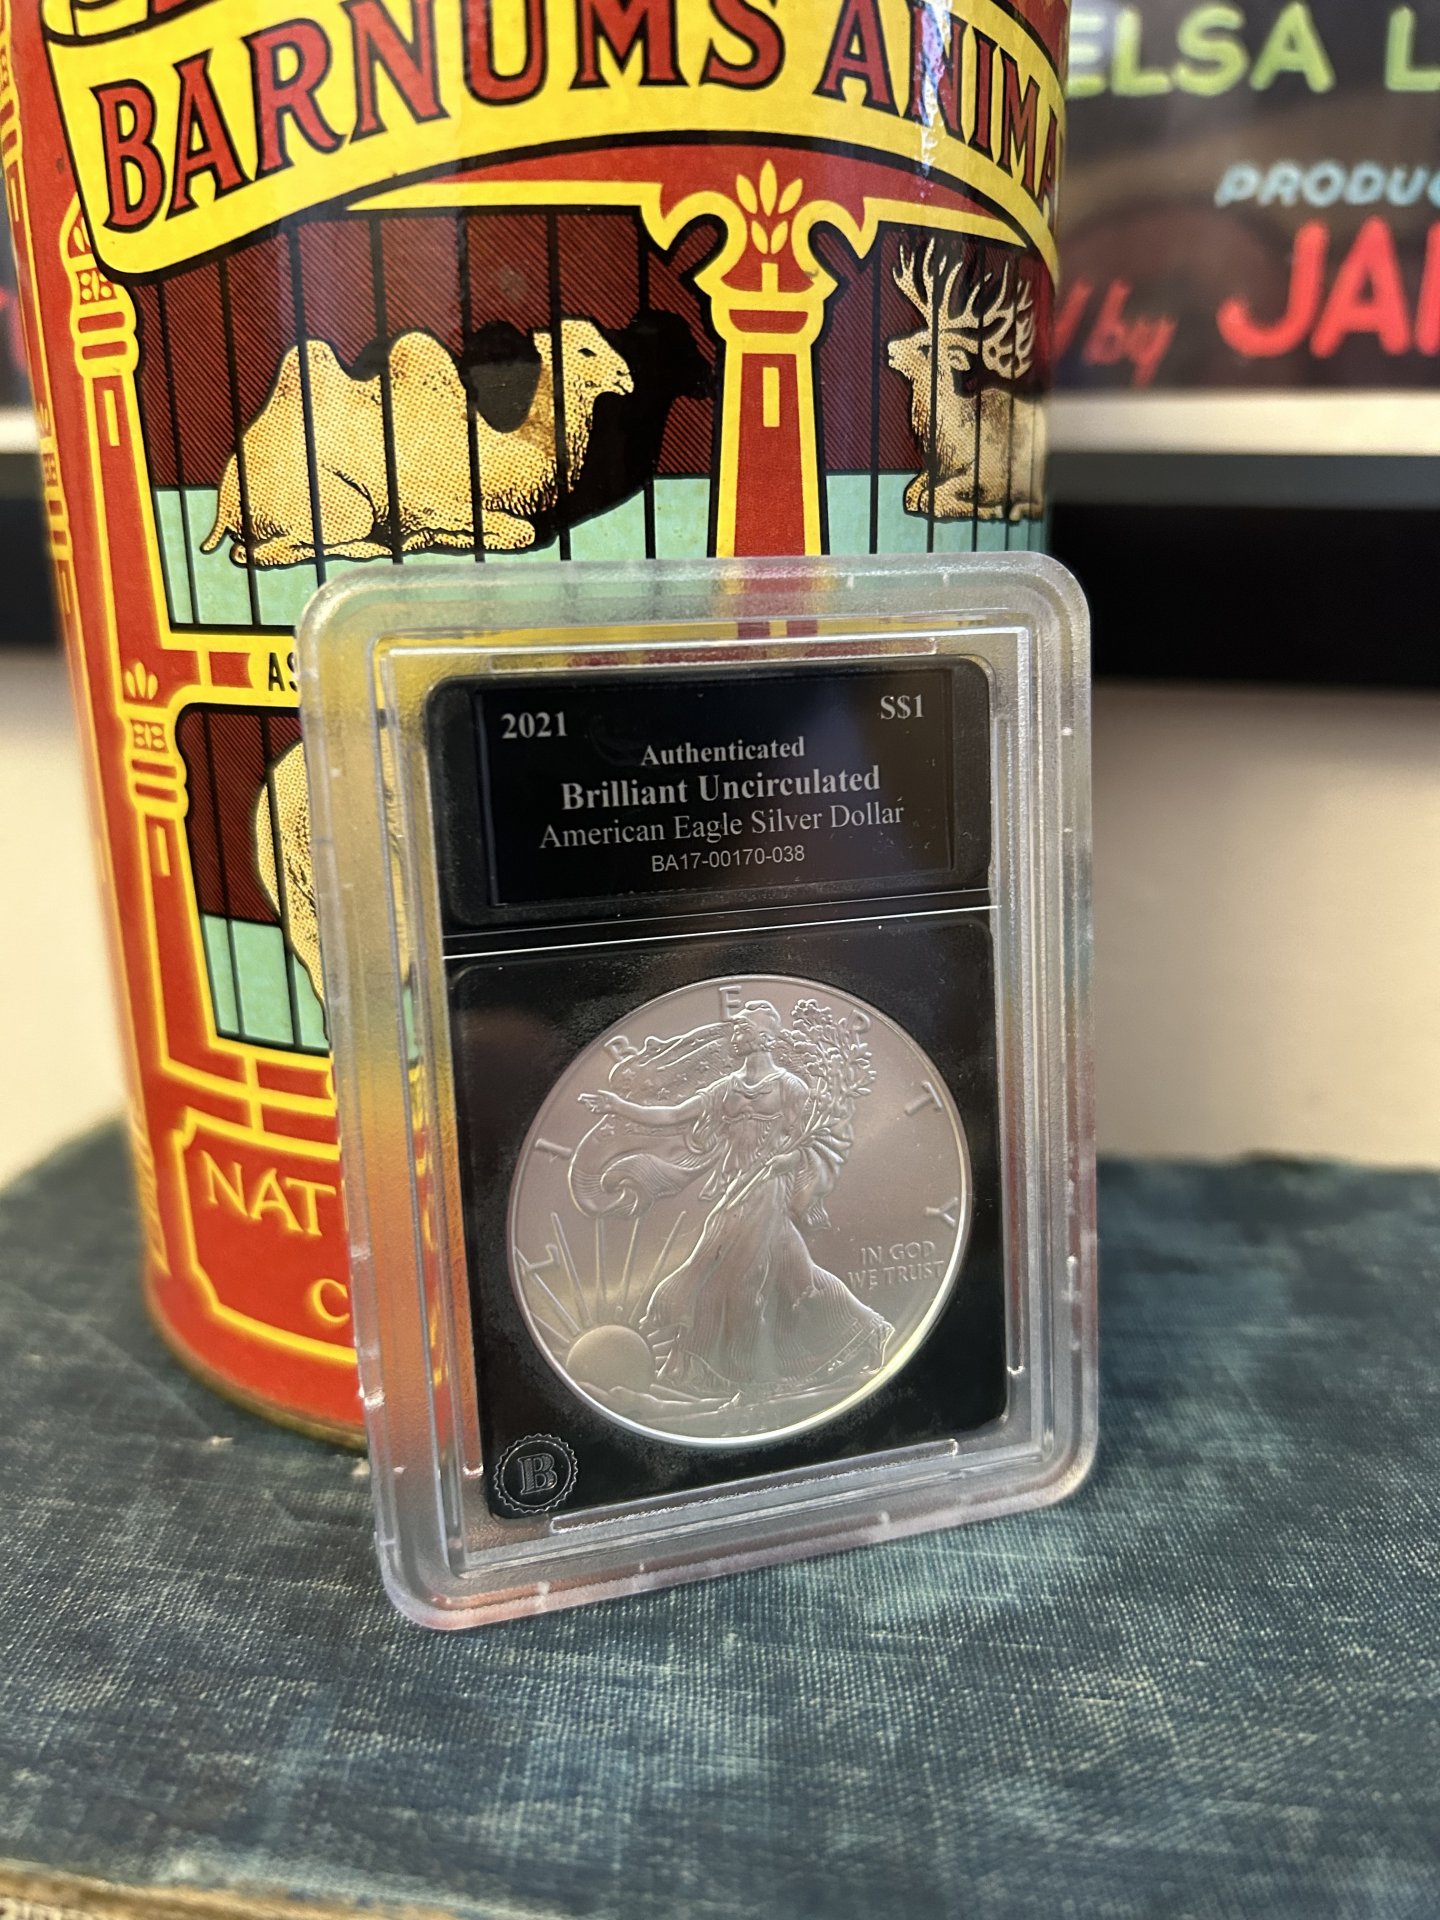 BARNUMS ANIMA
ELSA L
PRODUC
by JAN
AS
NAT
C
2021 S$1
Authenticated
Brilliant Uncirculated
American Eagle Silver Dollar
BA17-00170-038
LIBERTY
IN GOD
WE TRUST
B